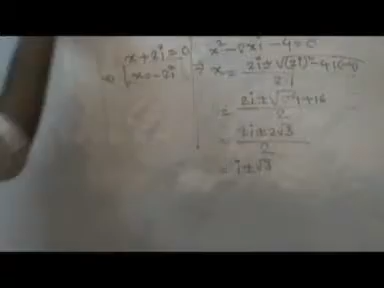 x + 2i = 0
⇒ x = -2i
x² - 2xi - 4 = 0
x = 2i ± √(2i)² - 4·1(-4) / 2·1
= 2i ± √-4 + 16 / 2
= 2i ± 2√3 / 2
= i ± √3